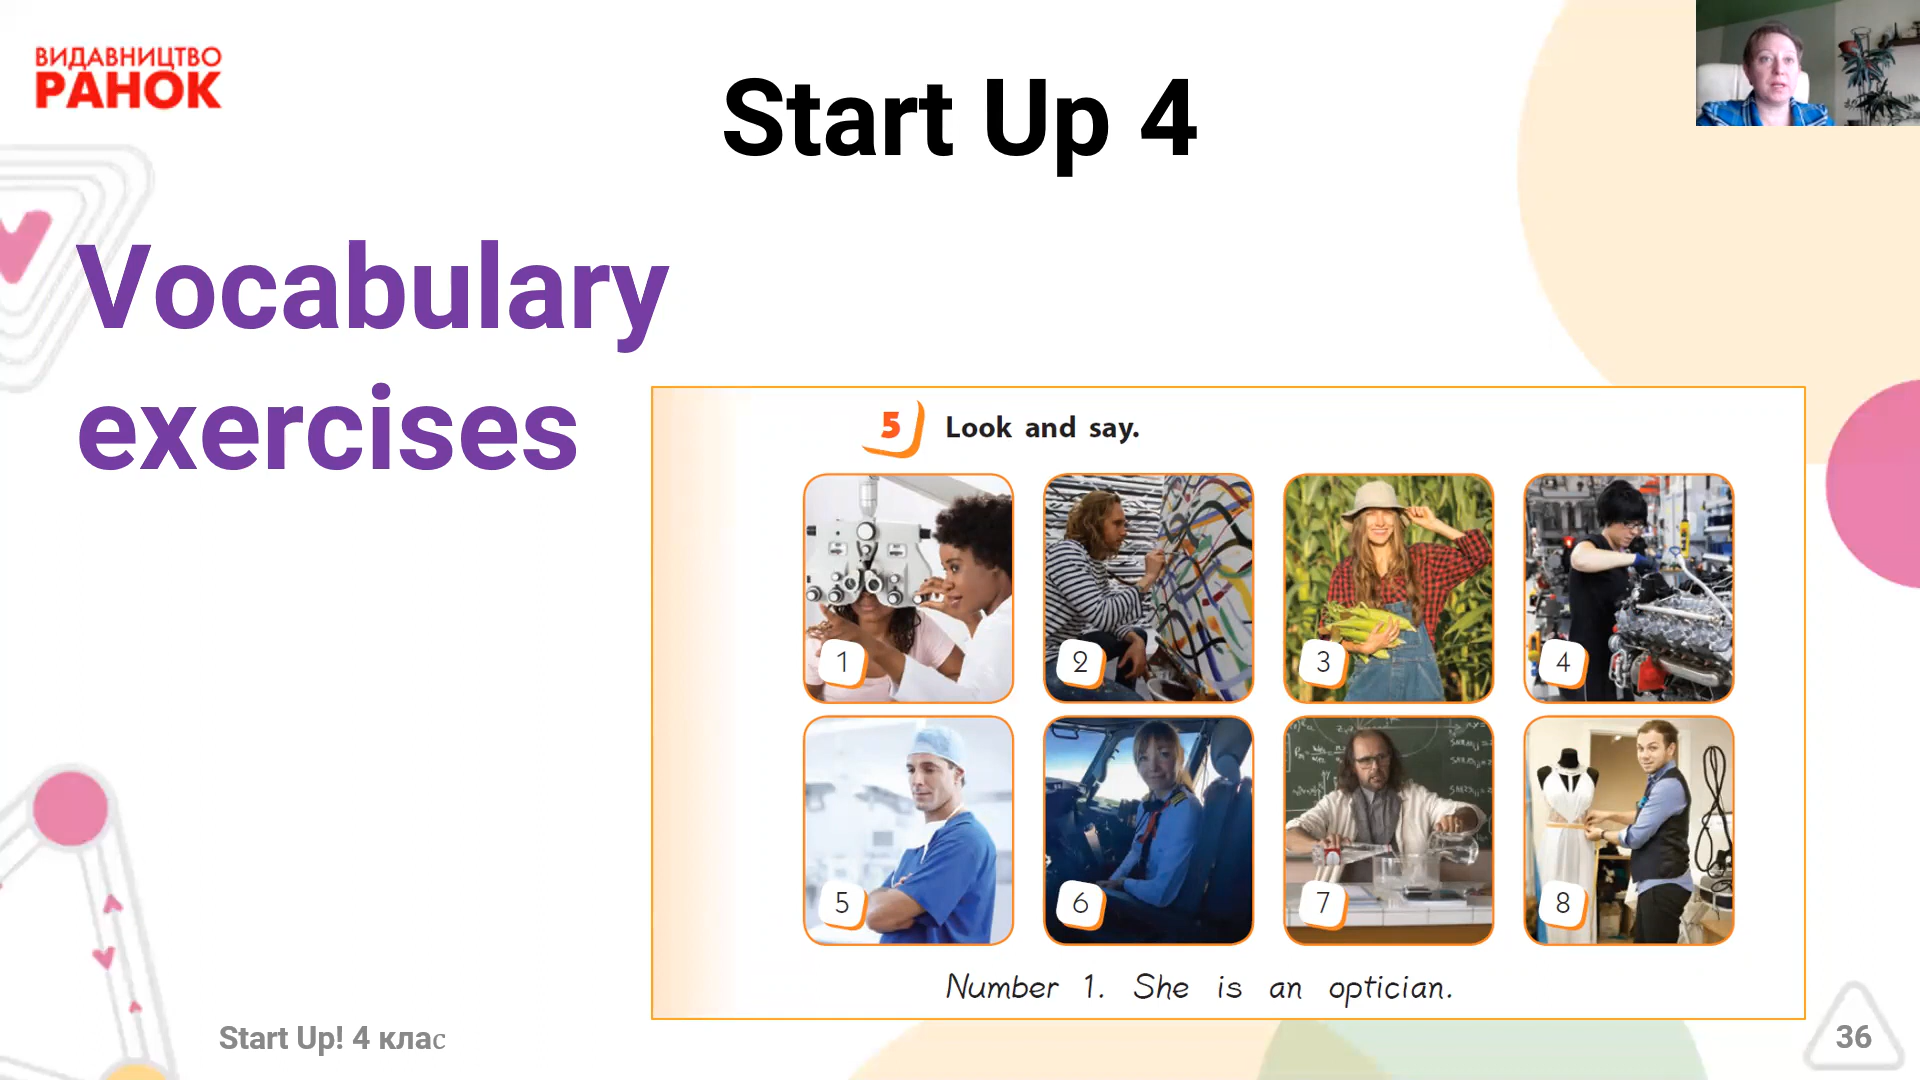 ВИДАВНИЦТВО
РАНОК
Start Up 4
Vocabulary
exercises
5 Look and say.
1
2
3
4
5
6
7
8
Number 1. She is an optician.
Start Up! 4 клас
36